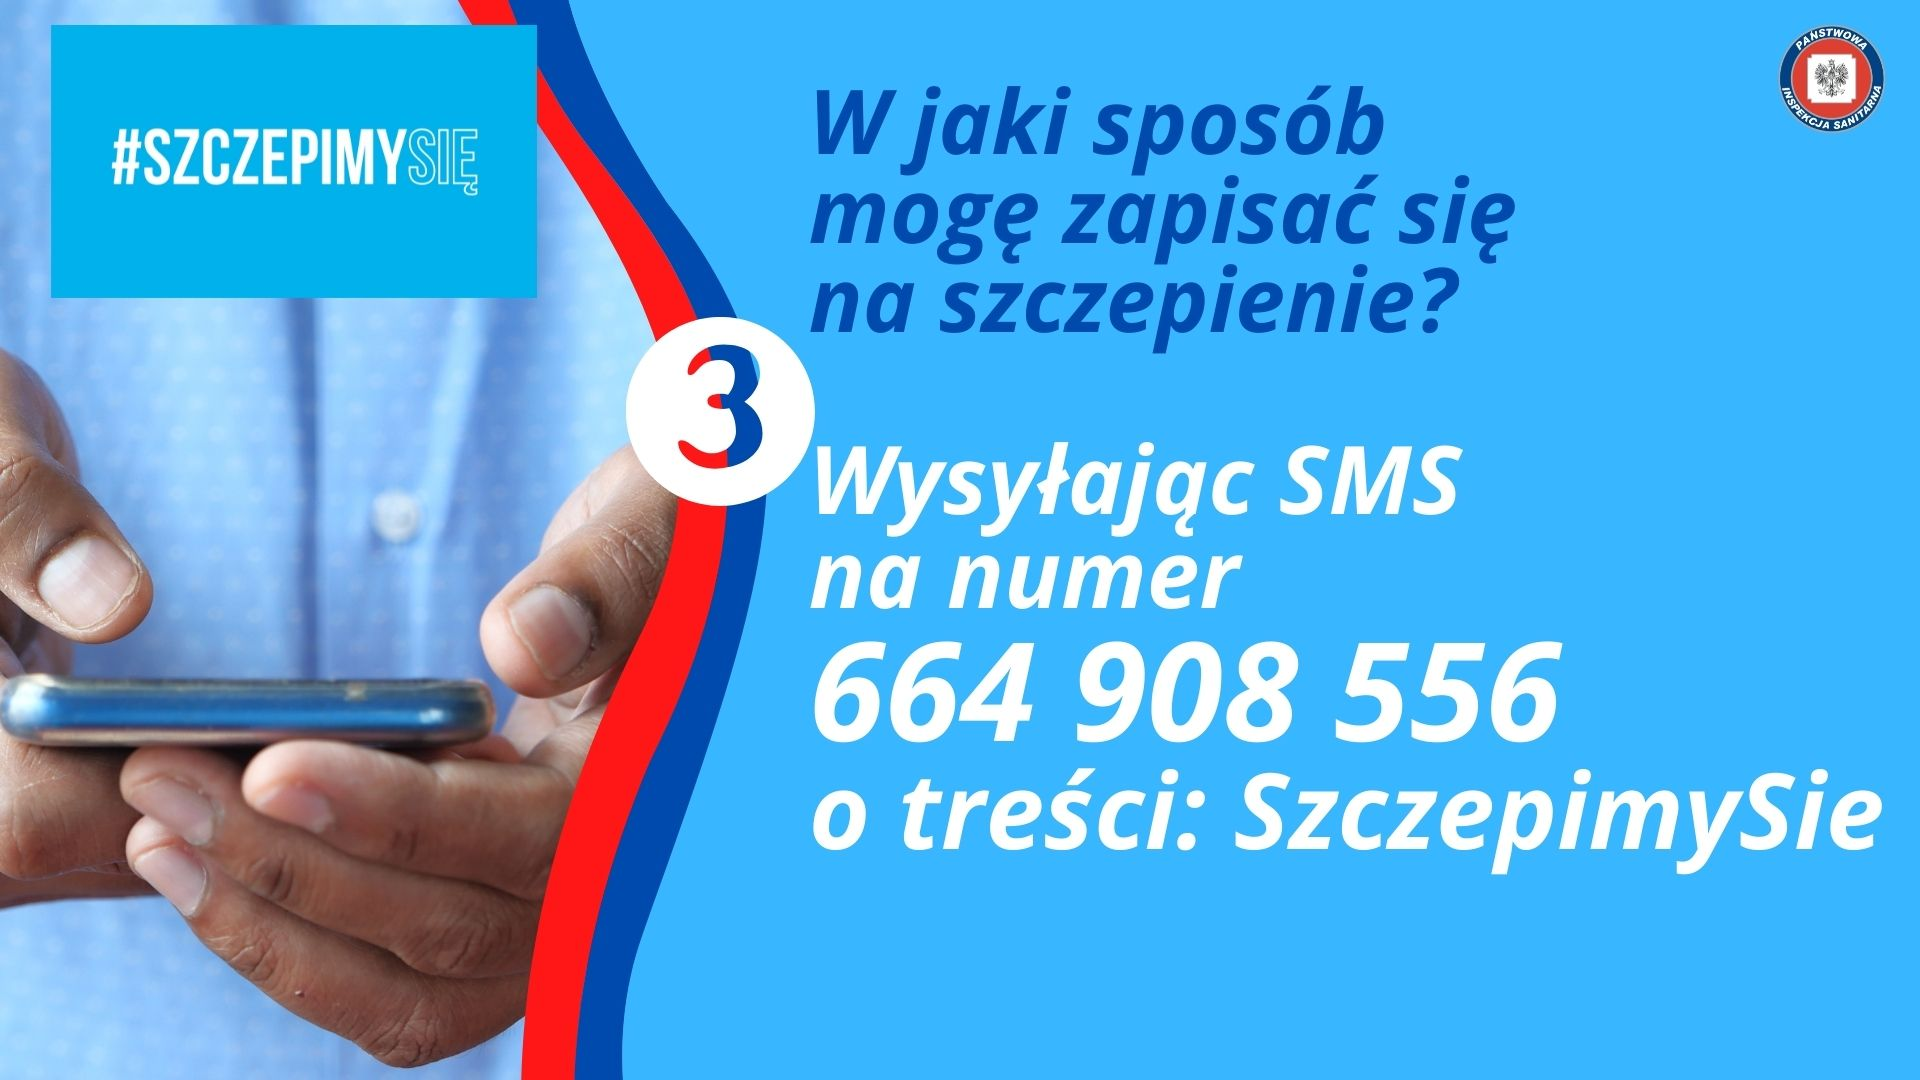 #SZCZEPIMYSIĘ
PAŃSTWOWA
INSPEKCJA SANITARNA
W jaki sposób
mogę zapisać się
na szczepienie?
3
Wysyłając SMS
na numer
664 908 556
o treści: SzczepimySie